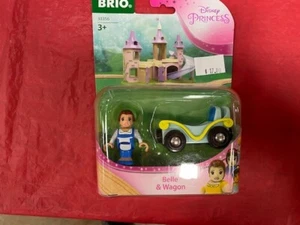 BRIO
Disney
PRINCESS
3+
Belle
& Wagon